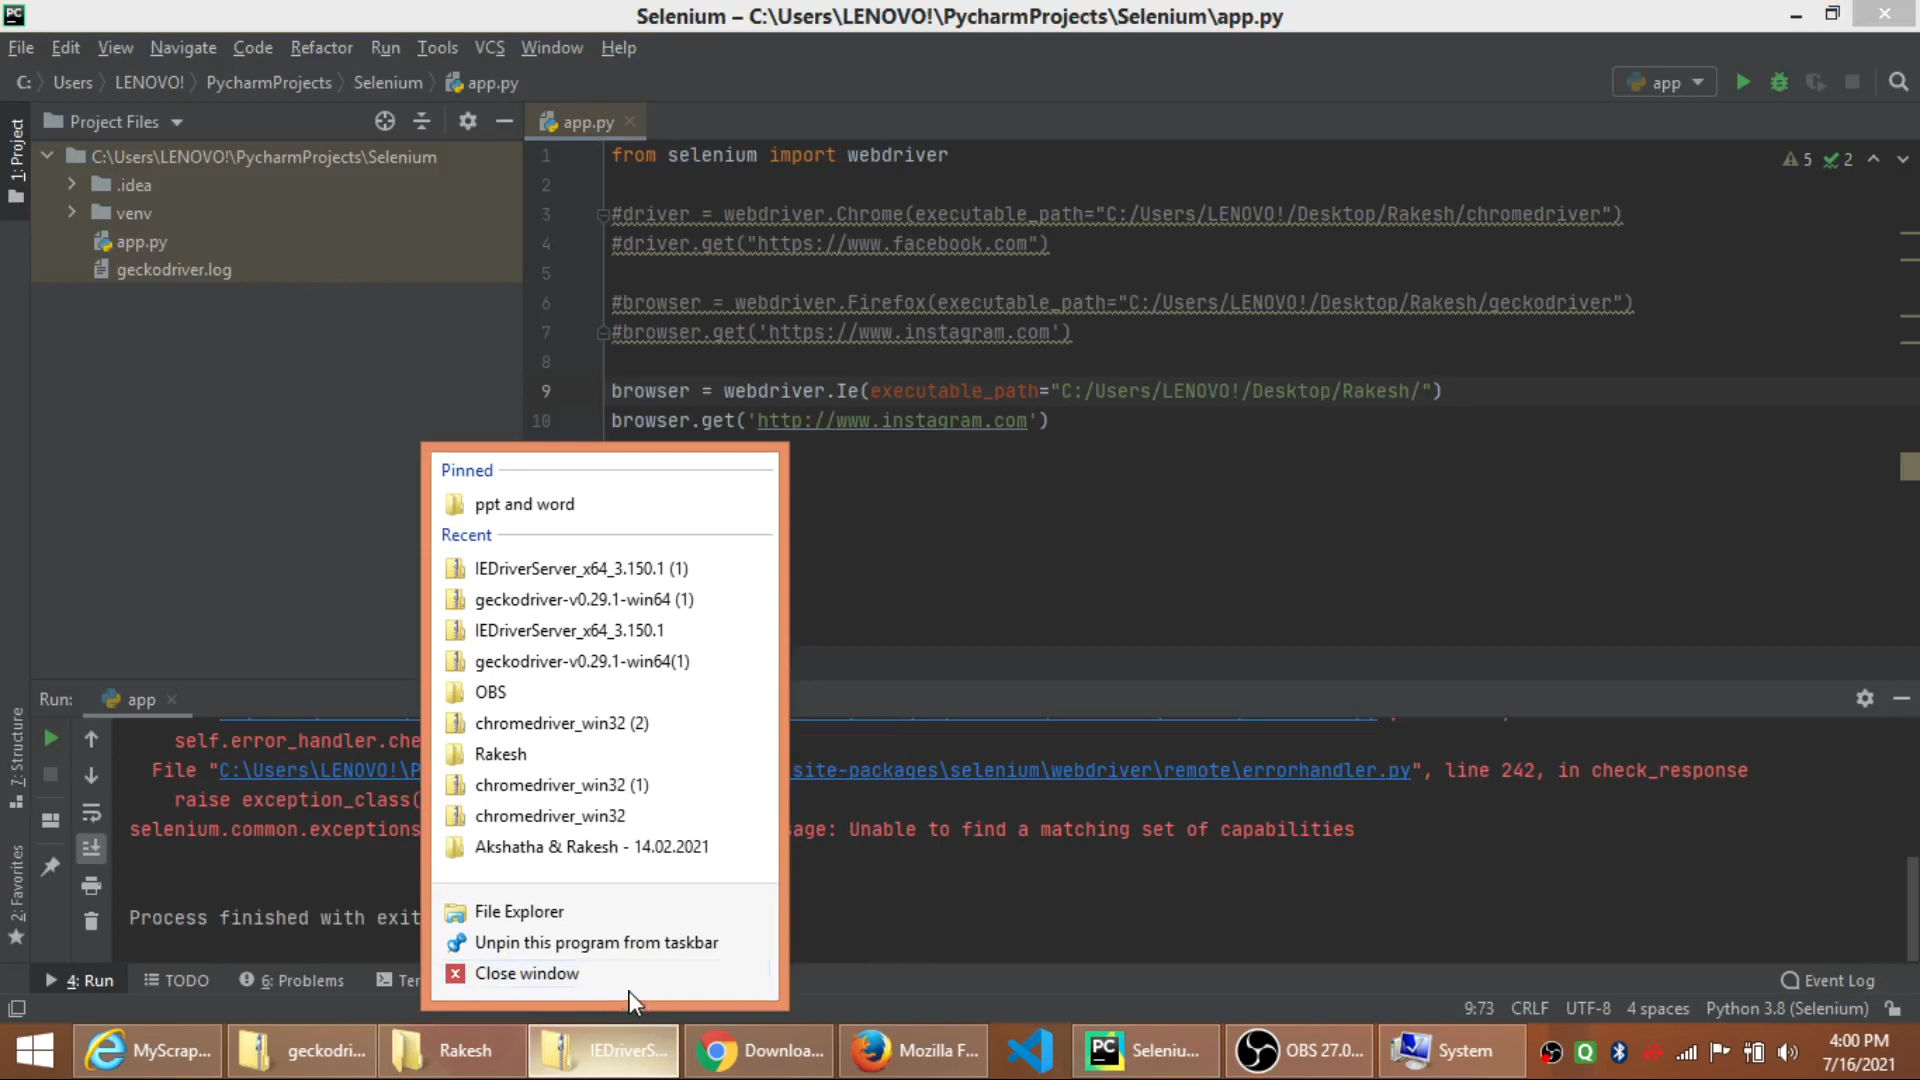 Selenium – C:\Users\LENOVO!\PycharmProjects\Selenium\app.py
File Edit View Navigate Code Refactor Run Tools VCS Window Help
C: Users LENOVO! PycharmProjects Selenium app.py
app
Project Files
app.py
1: Project
C:\Users\LENOVO!\PycharmProjects\Selenium
.idea
venv
app.py
geckodriver.log
1 from selenium import webdriver
2
3 #driver = webdriver.Chrome(executable_path="C:/Users/LENOVO!/Desktop/Rakesh/chromedriver")
4 #driver.get("https://www.facebook.com")
5
6 #browser = webdriver.Firefox(executable_path="C:/Users/LENOVO!/Desktop/Rakesh/geckodriver")
7 #browser.get('https://www.instagram.com')
8
9 browser = webdriver.Ie(executable_path="C:/Users/LENOVO!/Desktop/Rakesh/")
10 browser.get('http://www.instagram.com')
5 2
Pinned
ppt and word
Recent
IEDriverServer_x64_3.150.1 (1)
geckodriver-v0.29.1-win64 (1)
IEDriverServer_x64_3.150.1
geckodriver-v0.29.1-win64(1)
OBS
chromedriver_win32 (2)
Rakesh
chromedriver_win32 (1)
chromedriver_win32
Akshatha & Rakesh - 14.02.2021
File Explorer
Unpin this program from taskbar
Close window
Run: app
self.error_handler.che
File "C:\Users\LENOVO!\P site-packages\selenium\webdriver\remote\errorhandler.py", line 242, in check_response
raise exception_class(
selenium.common.exceptions sage: Unable to find a matching set of capabilities
Process finished with exit
7: Structure
2: Favorites
4: Run TODO 6: Problems Ter Event Log
9:73 CRLF UTF-8 4 spaces Python 3.8 (Selenium)
MyScrap... geckodri... Rakesh IEDriverS... Downloa... Mozilla F... Seleniu... OBS 27.0... System
4:00 PM
7/16/2021